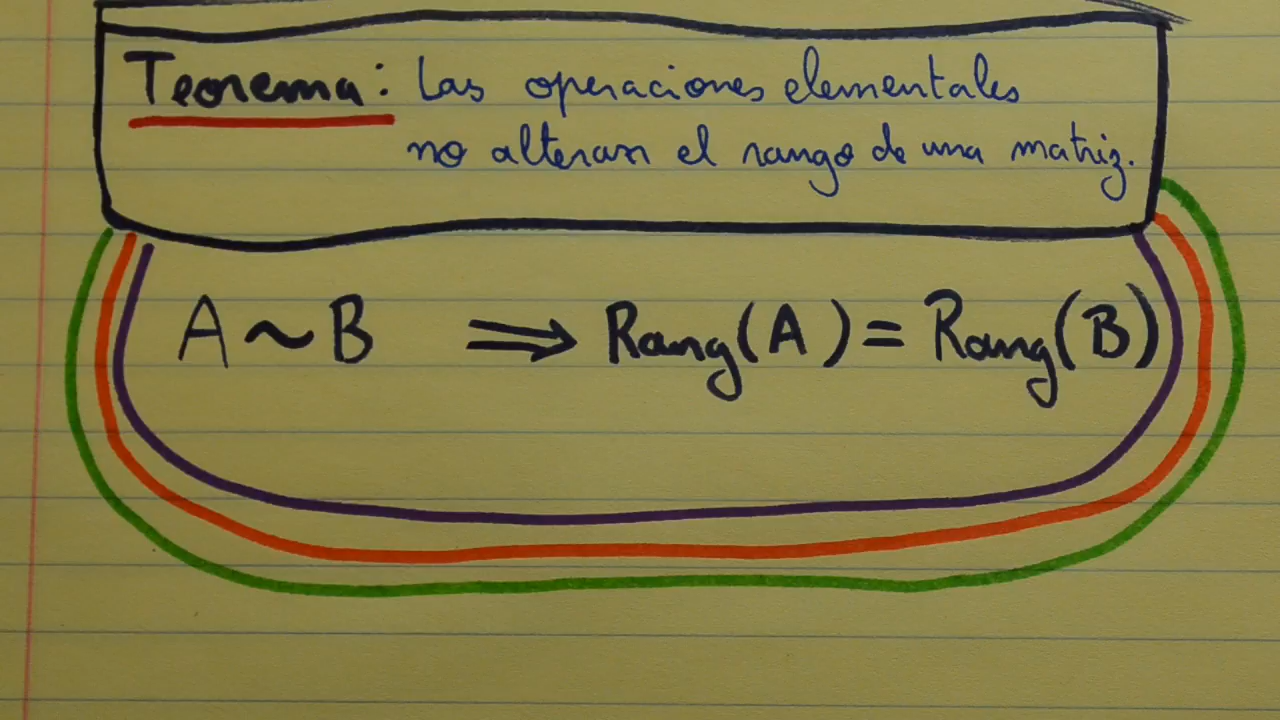 Teorema: Las operaciones elementales
no alteran el rango de una matriz.
A ~ B ⟹ Rang(A) = Rang(B)